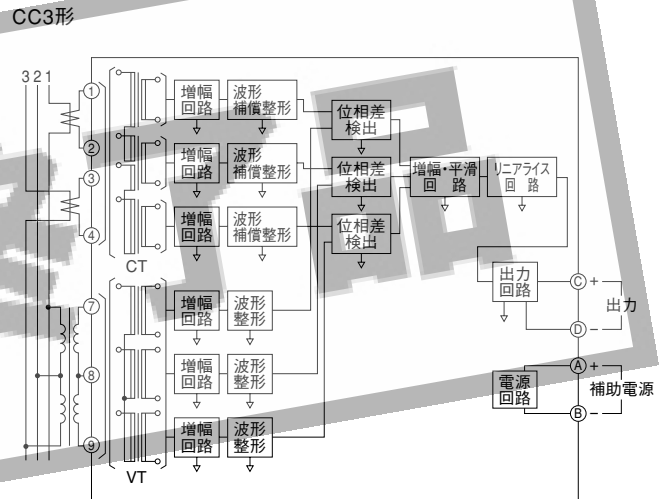 CC3形
321
①
増幅
回路
波形
補償整形
位相差
検出
②
増幅
回路
波形
補償整形
位相差
検出
増幅・平滑
回 路
リニアライス
回 路
③
④
増幅
回路
波形
補償整形
位相差
検出
CT
出力
回路
Ⓒ +
出力
Ⓓ −
⑦
増幅
回路
波形
整形
⑧
増幅
回路
波形
整形
電源
回路
Ⓐ +
補助電源
Ⓑ −
⑨
増幅
回路
波形
整形
VT
了品